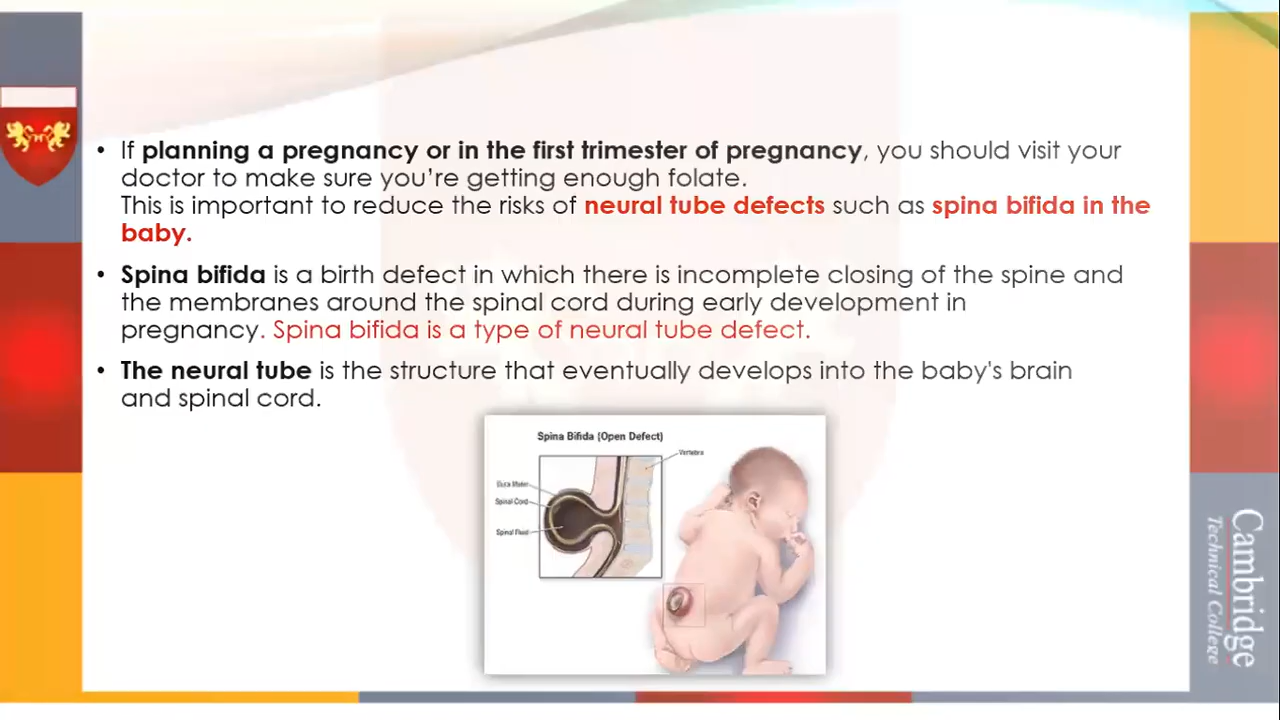 • If planning a pregnancy or in the first trimester of pregnancy, you should visit your
doctor to make sure you're getting enough folate.
This is important to reduce the risks of neural tube defects such as spina bifida in the
baby.
• Spina bifida is a birth defect in which there is incomplete closing of the spine and
the membranes around the spinal cord during early development in
pregnancy. Spina bifida is a type of neural tube defect.
• The neural tube is the structure that eventually develops into the baby's brain
and spinal cord.
Spina Bifida (Open Defect)
Vertebra
Dura Mater
Spinal Cord
Spinal Fluid
Cambridge
Technical College